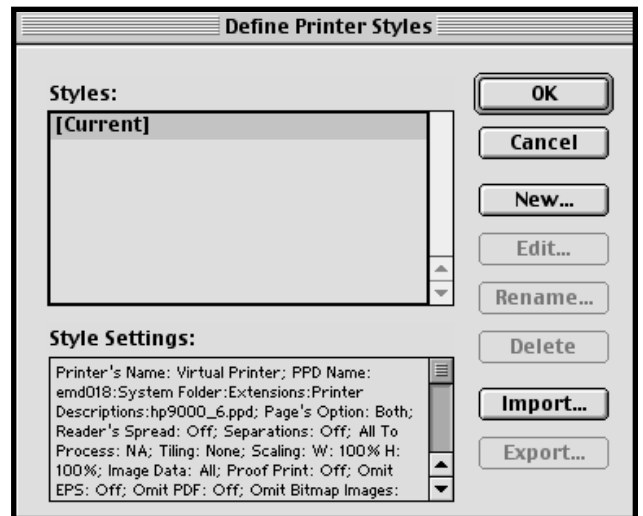 Define Printer Styles
Styles:
[Current]
OK
Cancel
New...
Edit...
Rename...
Delete
Import...
Export...
Style Settings:
Printer's Name: Virtual Printer; PPD Name:
emd018:System Folder:Extensions:Printer
Descriptions:hp9000_6.ppd; Page's Option: Both;
Reader's Spread: Off; Separations: Off; All To
Process: NA; Tiling: None; Scaling: W: 100% H:
100%; Image Data: All; Proof Print: Off; Omit
EPS: Off; Omit PDF: Off; Omit Bitmap Images: